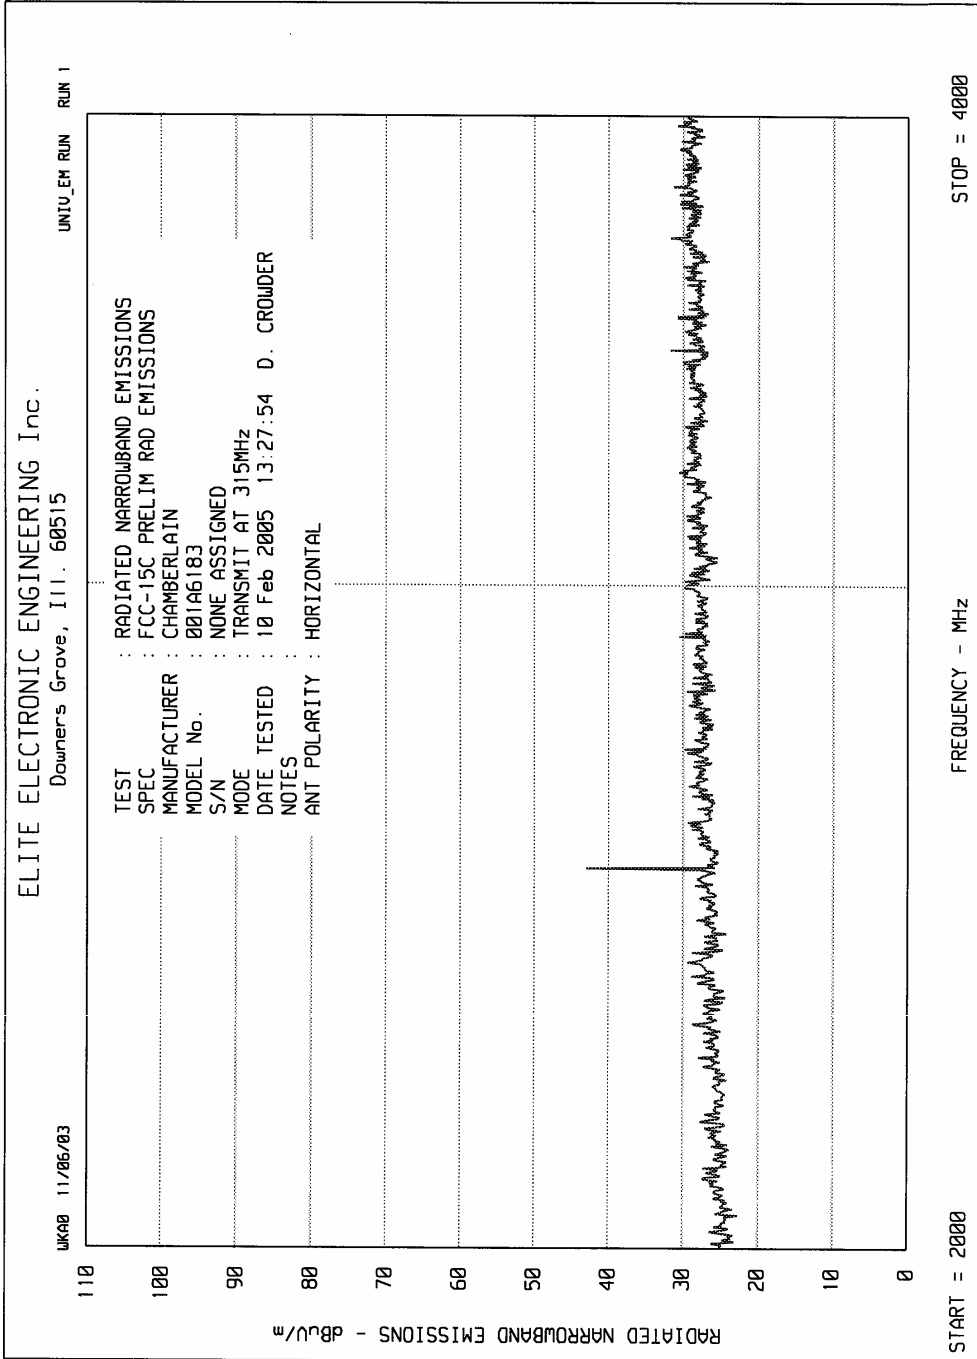 ELITE ELECTRONIC ENGINEERING Inc.
Downers Grove, Ill. 60515
WKA0 11/06/03
UNIV_EM RUN RUN 1
TEST : RADIATED NARROWBAND EMISSIONS
SPEC : FCC-15C PRELIM RAD EMISSIONS
MANUFACTURER : CHAMBERLAIN
MODEL No. : 001A6183
S/N : NONE ASSIGNED
MODE : TRANSMIT AT 315MHz
DATE TESTED : 10 Feb 2005 13:27:54 D. CROWDER
NOTES :
ANT POLARITY : HORIZONTAL
RADIATED NARROWBAND EMISSIONS - dBuV/m
110
100
90
80
70
60
50
40
30
20
10
0
START = 2000
FREQUENCY - MHz
STOP = 4000